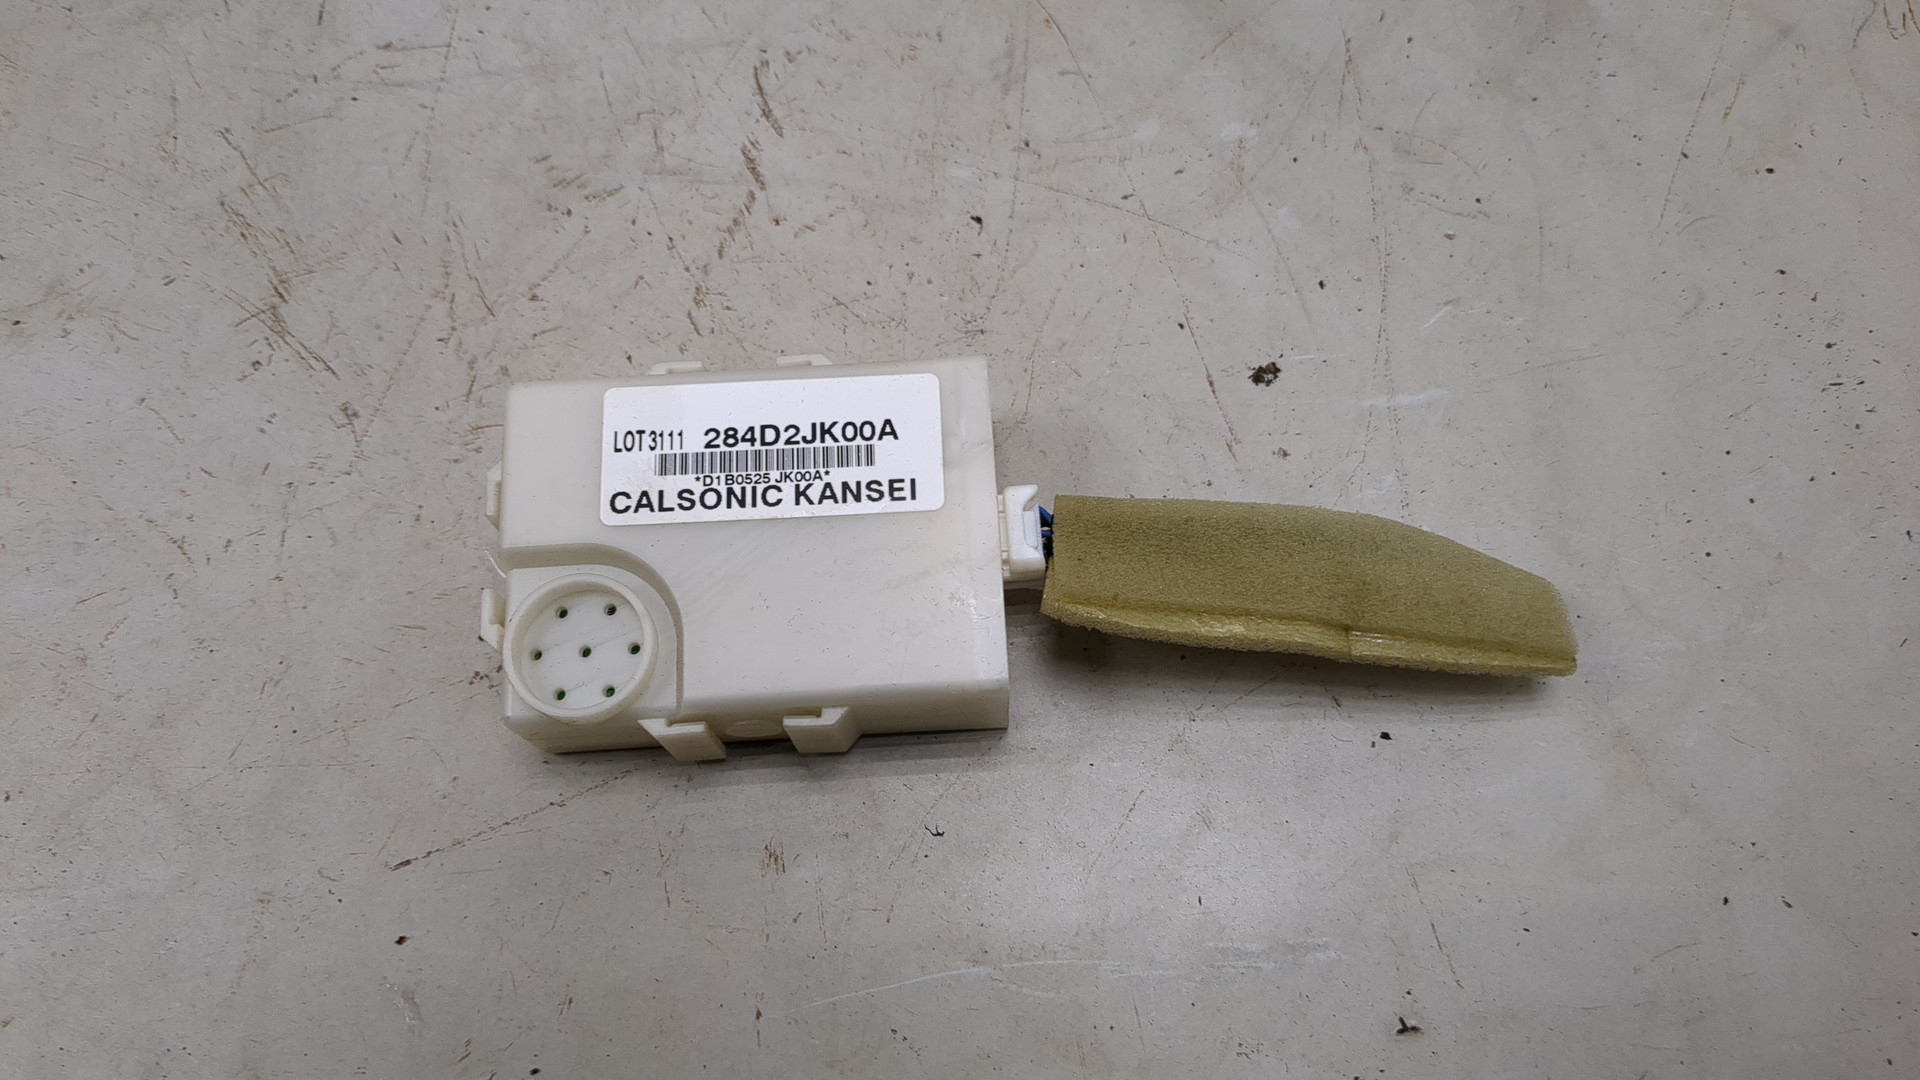 LOT3111 284D2JK00A
*D1B0525 JK00A*
CALSONIC KANSEI